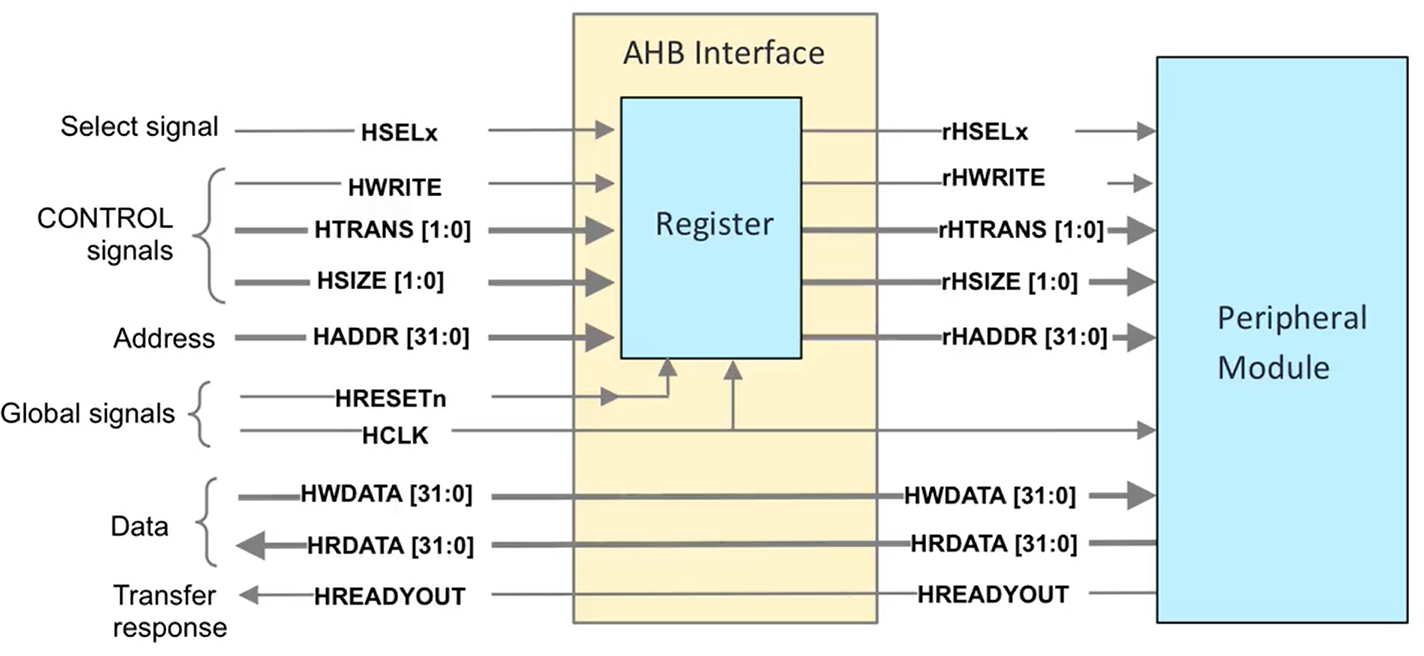 AHB Interface
Select signal
HSELx
rHSELx
HWRITE
rHWRITE
CONTROL
signals
HTRANS [1:0]
Register
rHTRANS [1:0]
HSIZE [1:0]
rHSIZE [1:0]
Address
HADDR [31:0]
rHADDR [31:0]
Peripheral
Module
Global signals
HRESETn
HCLK
Data
HWDATA [31:0]
HWDATA [31:0]
HRDATA [31:0]
HRDATA [31:0]
Transfer
response
HREADYOUT
HREADYOUT